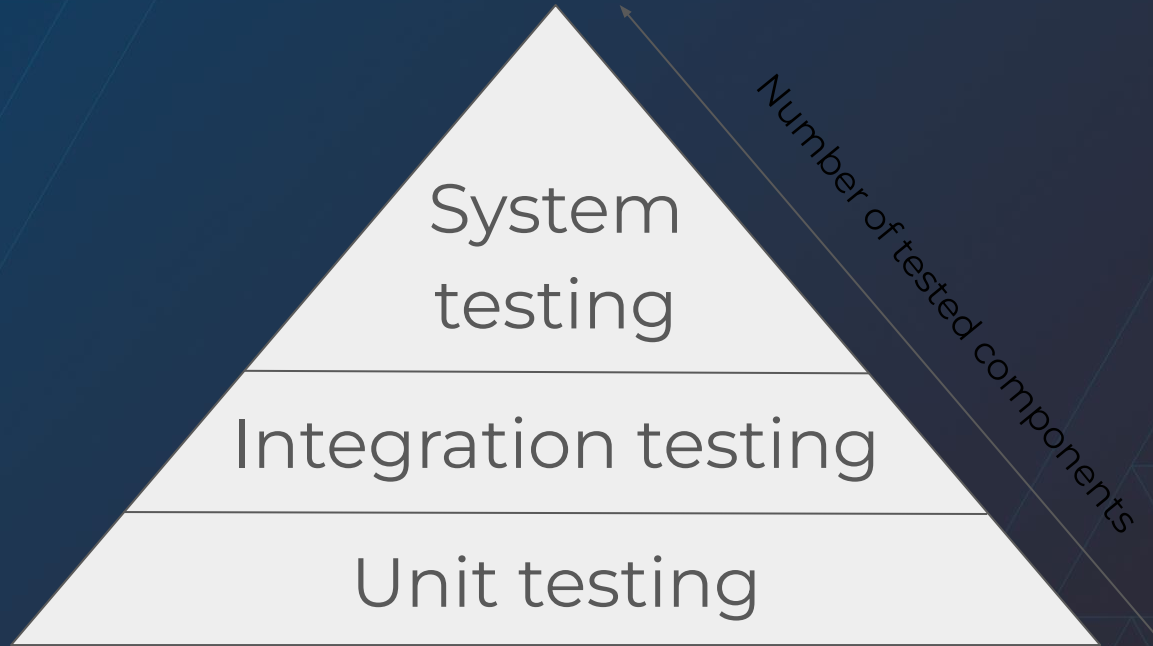 System
testing
Number of tested components
Integration testing
Unit testing